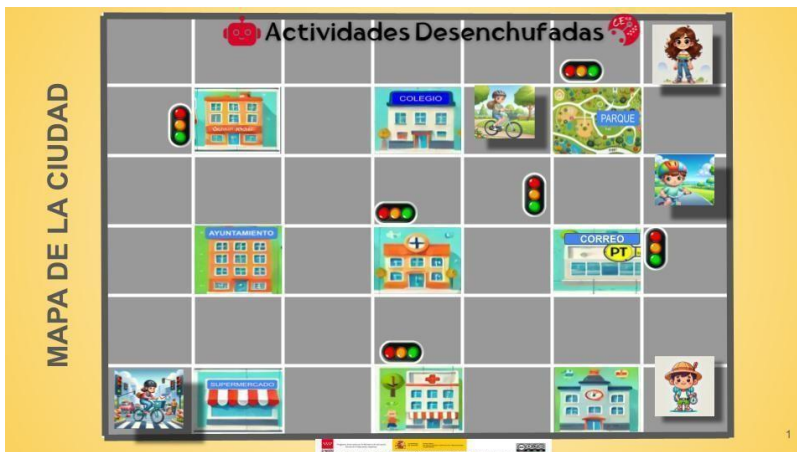 Actividades Desenchufadas
MAPA DE LA CIUDAD
COLEGIO
PARQUE
AYUNTAMIENTO
CORREO
PT
SUPERMERCADO
1